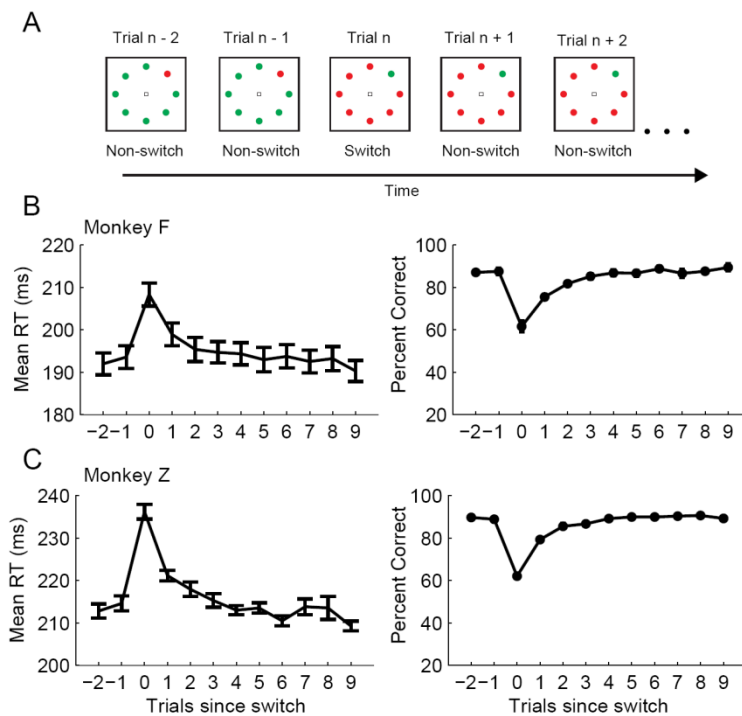 A
Trial n - 2 Trial n - 1 Trial n Trial n + 1 Trial n + 2
Non-switch Non-switch Switch Non-switch Non-switch
Time
B
Monkey F
Mean RT (ms)
220
210
200
190
180
−2 −1 0 1 2 3 4 5 6 7 8 9
Percent Correct
100
80
60
40
20
−2 −1 0 1 2 3 4 5 6 7 8 9
C
Monkey Z
Mean RT (ms)
240
230
220
210
200
−2 −1 0 1 2 3 4 5 6 7 8 9
Trials since switch
Percent Correct
100
80
60
40
20
−2 −1 0 1 2 3 4 5 6 7 8 9
Trials since switch